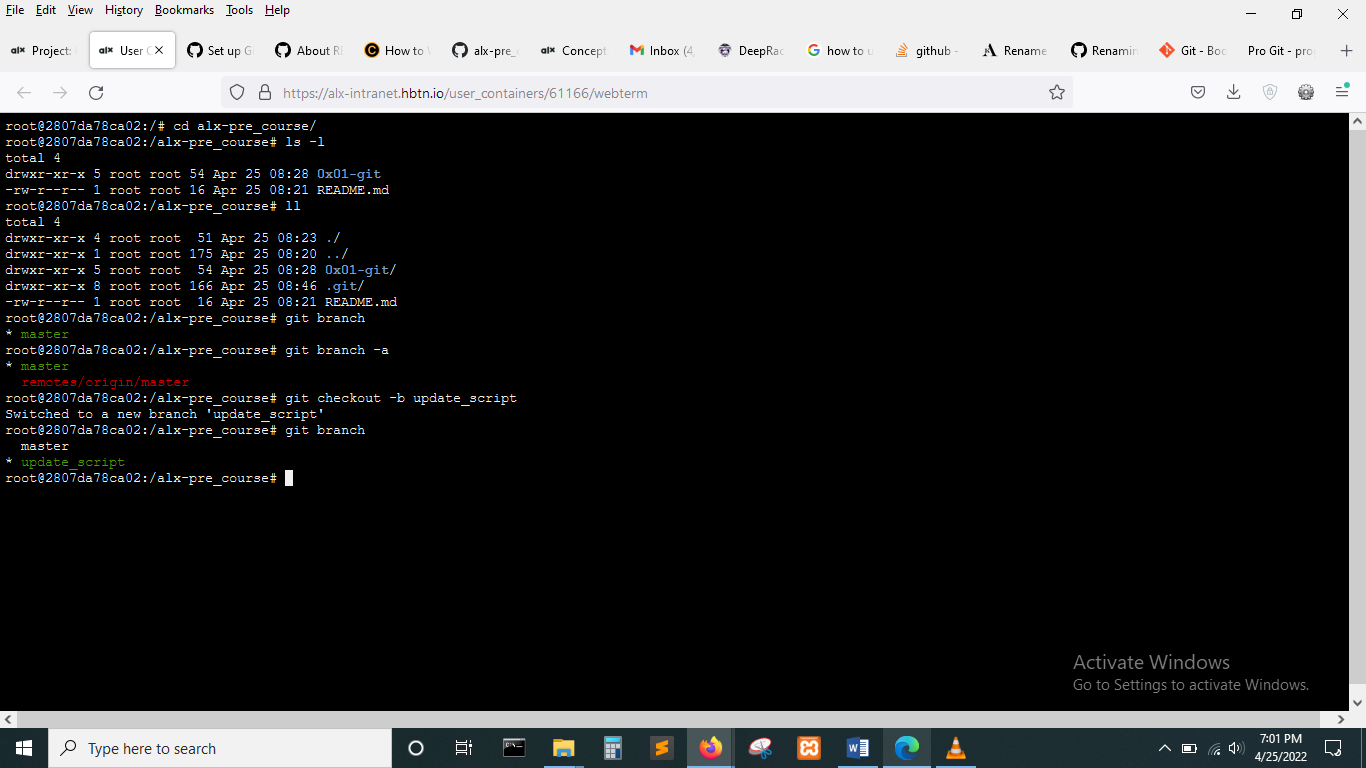 File Edit View History Bookmarks Tools Help
alx Project: alx User C Set up G About RE How to alx-pre_ alx Concept Inbox (4, DeepRac how to u github - Rename Renamin Git - Boo Pro Git - pro
https://alx-intranet.hbtn.io/user_containers/61166/webterm
root@2807da78ca02:/# cd alx-pre_course/
root@2807da78ca02:/alx-pre_course# ls -l
total 4
drwxr-xr-x 5 root root 54 Apr 25 08:28 0x01-git
-rw-r--r-- 1 root root 16 Apr 25 08:21 README.md
root@2807da78ca02:/alx-pre_course# ll
total 4
drwxr-xr-x 4 root root  51 Apr 25 08:23 ./
drwxr-xr-x 1 root root 175 Apr 25 08:20 ../
drwxr-xr-x 5 root root  54 Apr 25 08:28 0x01-git/
drwxr-xr-x 8 root root 166 Apr 25 08:46 .git/
-rw-r--r-- 1 root root  16 Apr 25 08:21 README.md
root@2807da78ca02:/alx-pre_course# git branch
* master
root@2807da78ca02:/alx-pre_course# git branch -a
* master
  remotes/origin/master
root@2807da78ca02:/alx-pre_course# git checkout -b update_script
Switched to a new branch 'update_script'
root@2807da78ca02:/alx-pre_course# git branch
  master
* update_script
root@2807da78ca02:/alx-pre_course#
Activate Windows
Go to Settings to activate Windows.
Type here to search
7:01 PM
4/25/2022